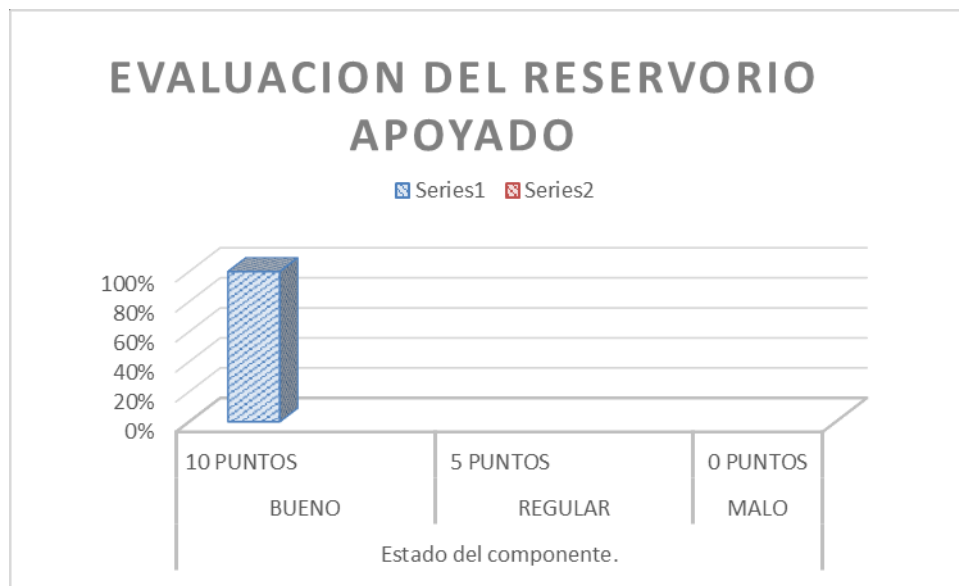 EVALUACION DEL RESERVORIO
APOYADO
Series1 Series2
100%
80%
60%
40%
20%
0%
10 PUNTOS 5 PUNTOS 0 PUNTOS
BUENO REGULAR MALO
Estado del componente.